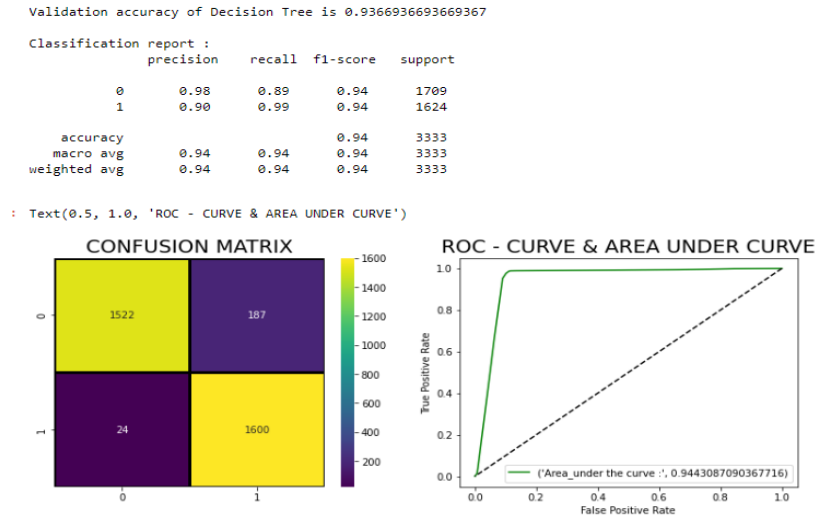 Validation accuracy of Decision Tree is 0.9366936693669367
Classification report :
precision recall f1-score support
0 0.98 0.89 0.94 1709
1 0.90 0.99 0.94 1624
accuracy 0.94 3333
macro avg 0.94 0.94 0.94 3333
weighted avg 0.94 0.94 0.94 3333
: Text(0.5, 1.0, 'ROC - CURVE & AREA UNDER CURVE')
CONFUSION MATRIX
0
1
1522 187
24 1600
0 1
1600
1400
1200
1000
800
600
400
200
ROC - CURVE & AREA UNDER CURVE
True Positive Rate
1.0
0.8
0.6
0.4
0.2
0.0
('Area_under the curve :', 0.9443087090367716)
0.0 0.2 0.4 0.6 0.8 1.0
False Positive Rate